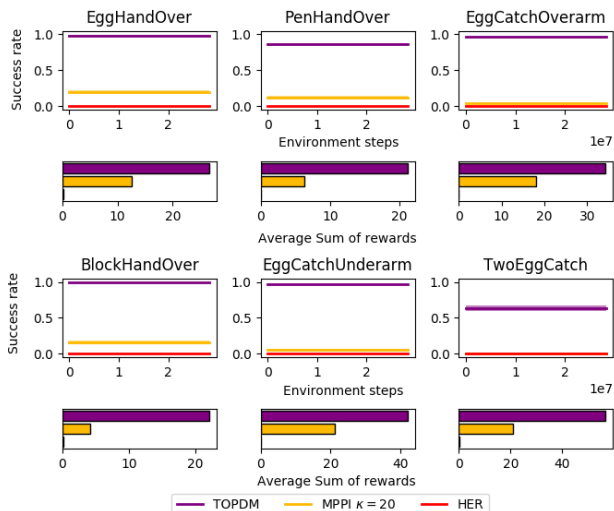 EggHandOver PenHandOver EggCatchOverarm
Success rate
1.0 1.0 1.0
0.5 0.5 0.5
0.0 0.0 0.0
0 1 2 0 1 2 0 1 2
Environment steps 1e7
0 10 20 0 10 20 0 10 20 30
Average Sum of rewards
BlockHandOver EggCatchUnderarm TwoEggCatch
Success rate
1.0 1.0 1.0
0.5 0.5 0.5
0.0 0.0 0.0
0 1 2 0 1 2 0 1 2
Environment steps 1e7
0 10 20 0 20 40 0 20 40
Average Sum of rewards
TOPDM MPPI κ = 20 HER